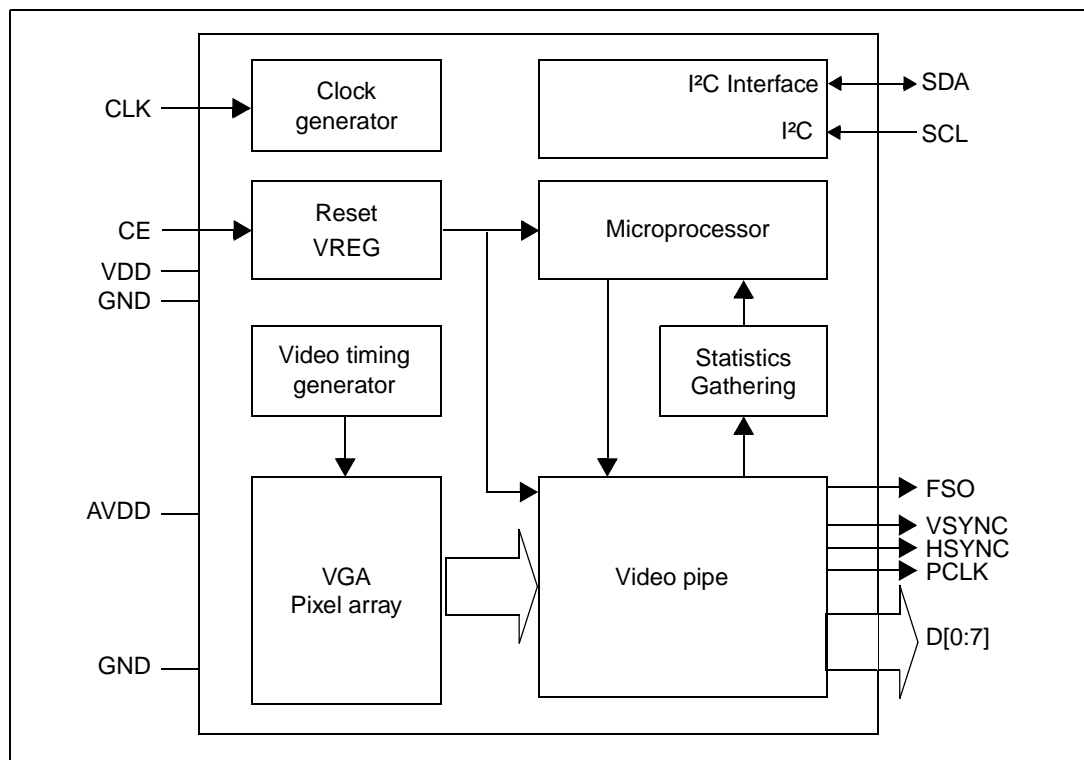 CLK
Clock
generator
I²C Interface
SDA
I²C
SCL
CE
Reset
VREG
Microprocessor
VDD
GND
Video timing
generator
Statistics
Gathering
AVDD
VGA
Pixel array
Video pipe
FSO
VSYNC
HSYNC
PCLK
D[0:7]
GND